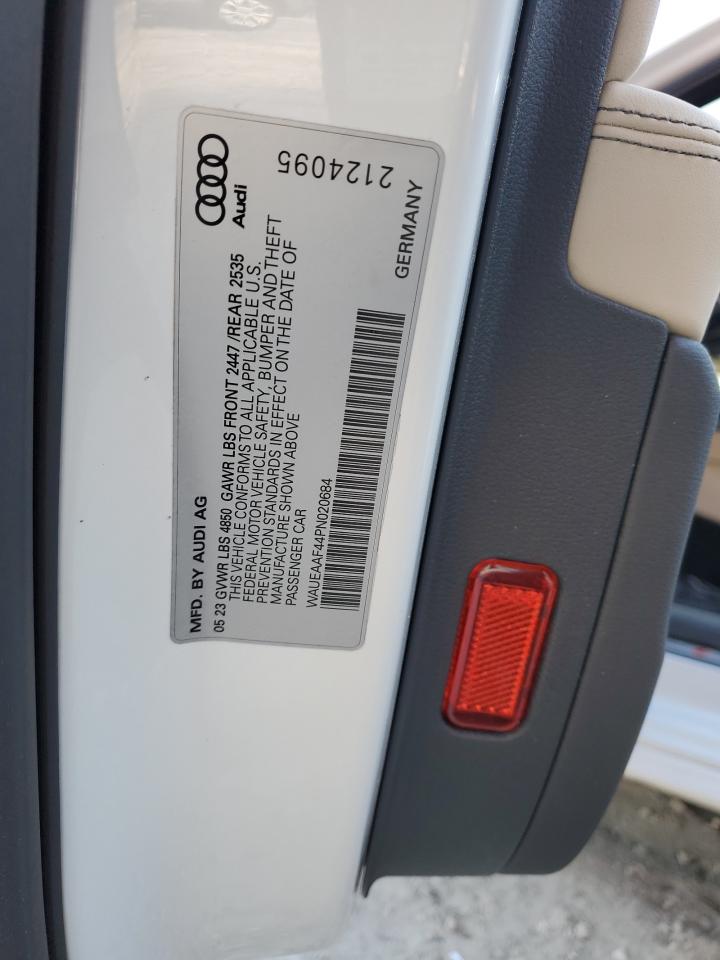 MFD. BY AUDI AG
Audi
05 23 GVWR LBS 4850 GAWR LBS FRONT 2447 /REAR 2535
THIS VEHICLE CONFORMS TO ALL APPLICABLE U.S.
FEDERAL MOTOR VEHICLE SAFETY, BUMPER AND THEFT
PREVENTION STANDARDS IN EFFECT ON THE DATE OF
MANUFACTURE SHOWN ABOVE
PASSENGER CAR
WAUEAAF44PN020684
GERMANY
2124095